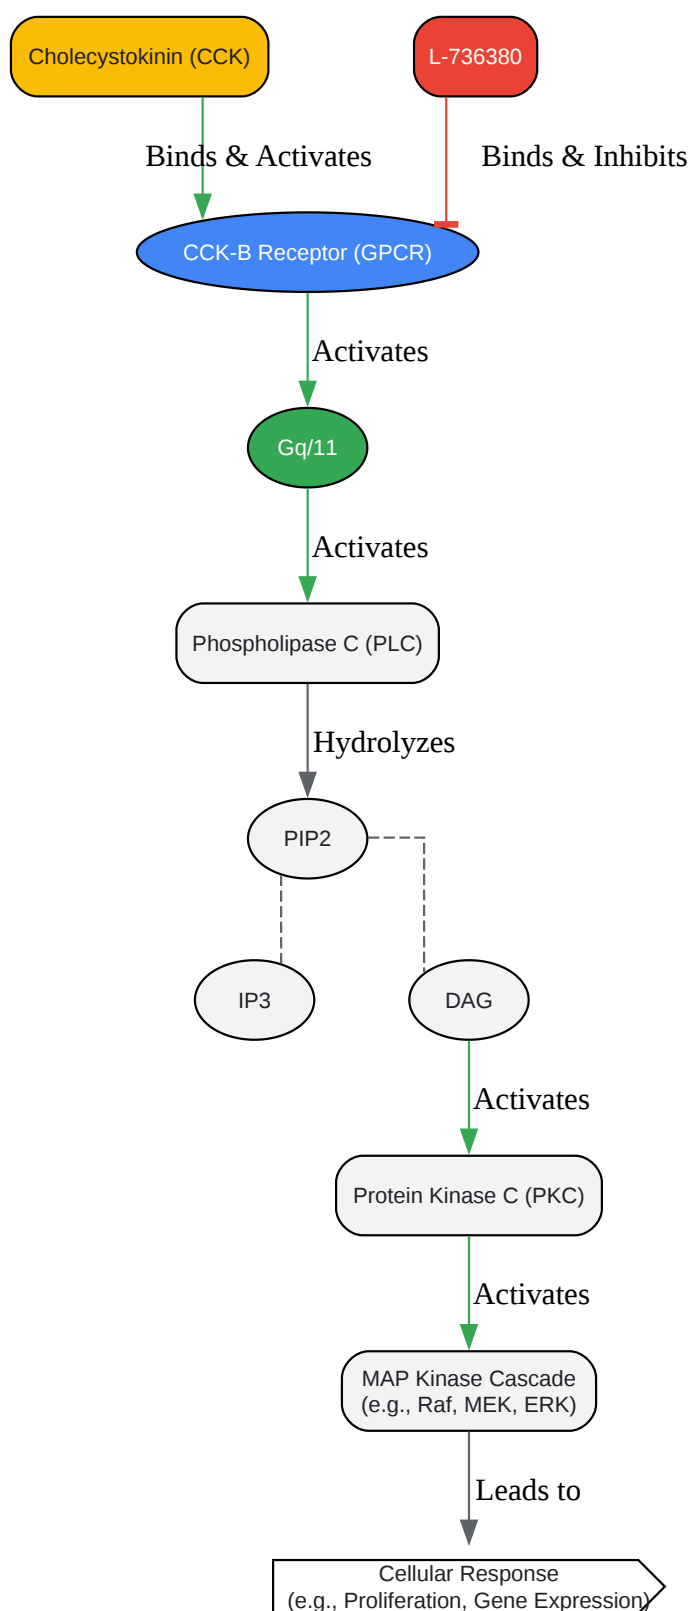 Cholecystokinin (CCK)
L-736380
Binds & Activates
Binds & Inhibits
CCK-B Receptor (GPCR)
Activates
Gq/11
Activates
Phospholipase C (PLC)
Hydrolyzes
PIP2
IP3
DAG
Activates
Protein Kinase C (PKC)
Activates
MAP Kinase Cascade
(e.g., Raf, MEK, ERK)
Leads to
Cellular Response
(e.g., Proliferation, Gene Expression)